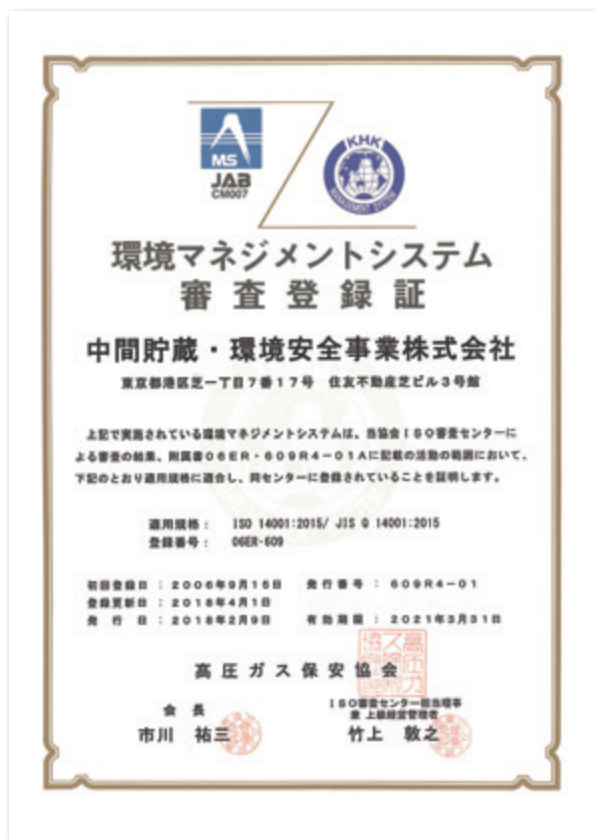 MS
JAB
CM007
KHK
MANAGEMENT SYSTEM
環境マネジメントシステム
審査登録証
中間貯蔵・環境安全事業株式会社
東京都港区芝一丁目7番17号 住友不動産芝ビル3号館
上記で実施されている環境マネジメントシステムは、当協会ISO審査センターに
よる審査の結果、附属書06ER・609R4-01Aに記載の活動の範囲において、
下記のとおり適用規格に適合し、同センターに登録されていることを証明します。
適用規格: ISO 14001:2015/ JIS Q 14001:2015
登録番号: 06ER-609
初回登録日:2006年9月15日 発行番号:609R4-01
登録更新日:2018年4月1日
発行日:2018年2月9日 有効期限:2021年3月31日
高圧ガス保安協会
会長
市川 祐三
ISO審査センター担当理事
兼 上級経営管理者
竹上 敦之